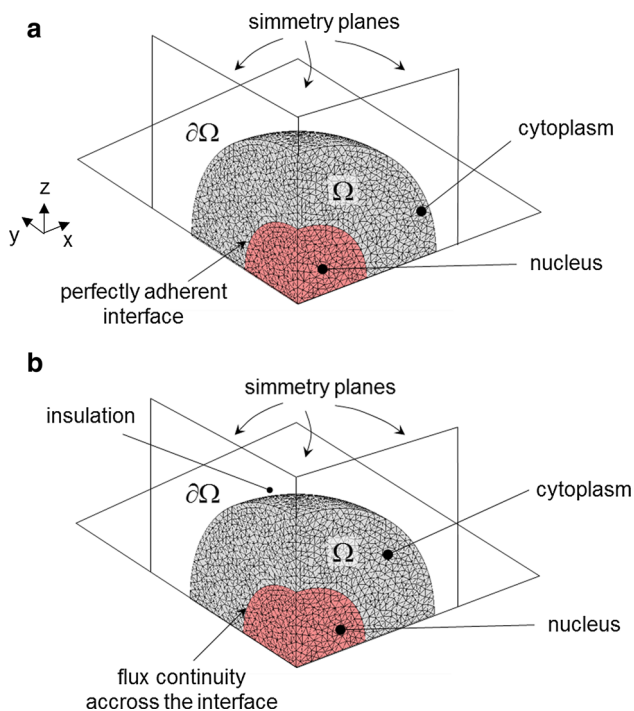 a
simmetry planes
∂Ω
cytoplasm
Ω
z
y
x
nucleus
perfectly adherent
interface
b
simmetry planes
insulation
∂Ω
cytoplasm
Ω
nucleus
flux continuity
accross the interface